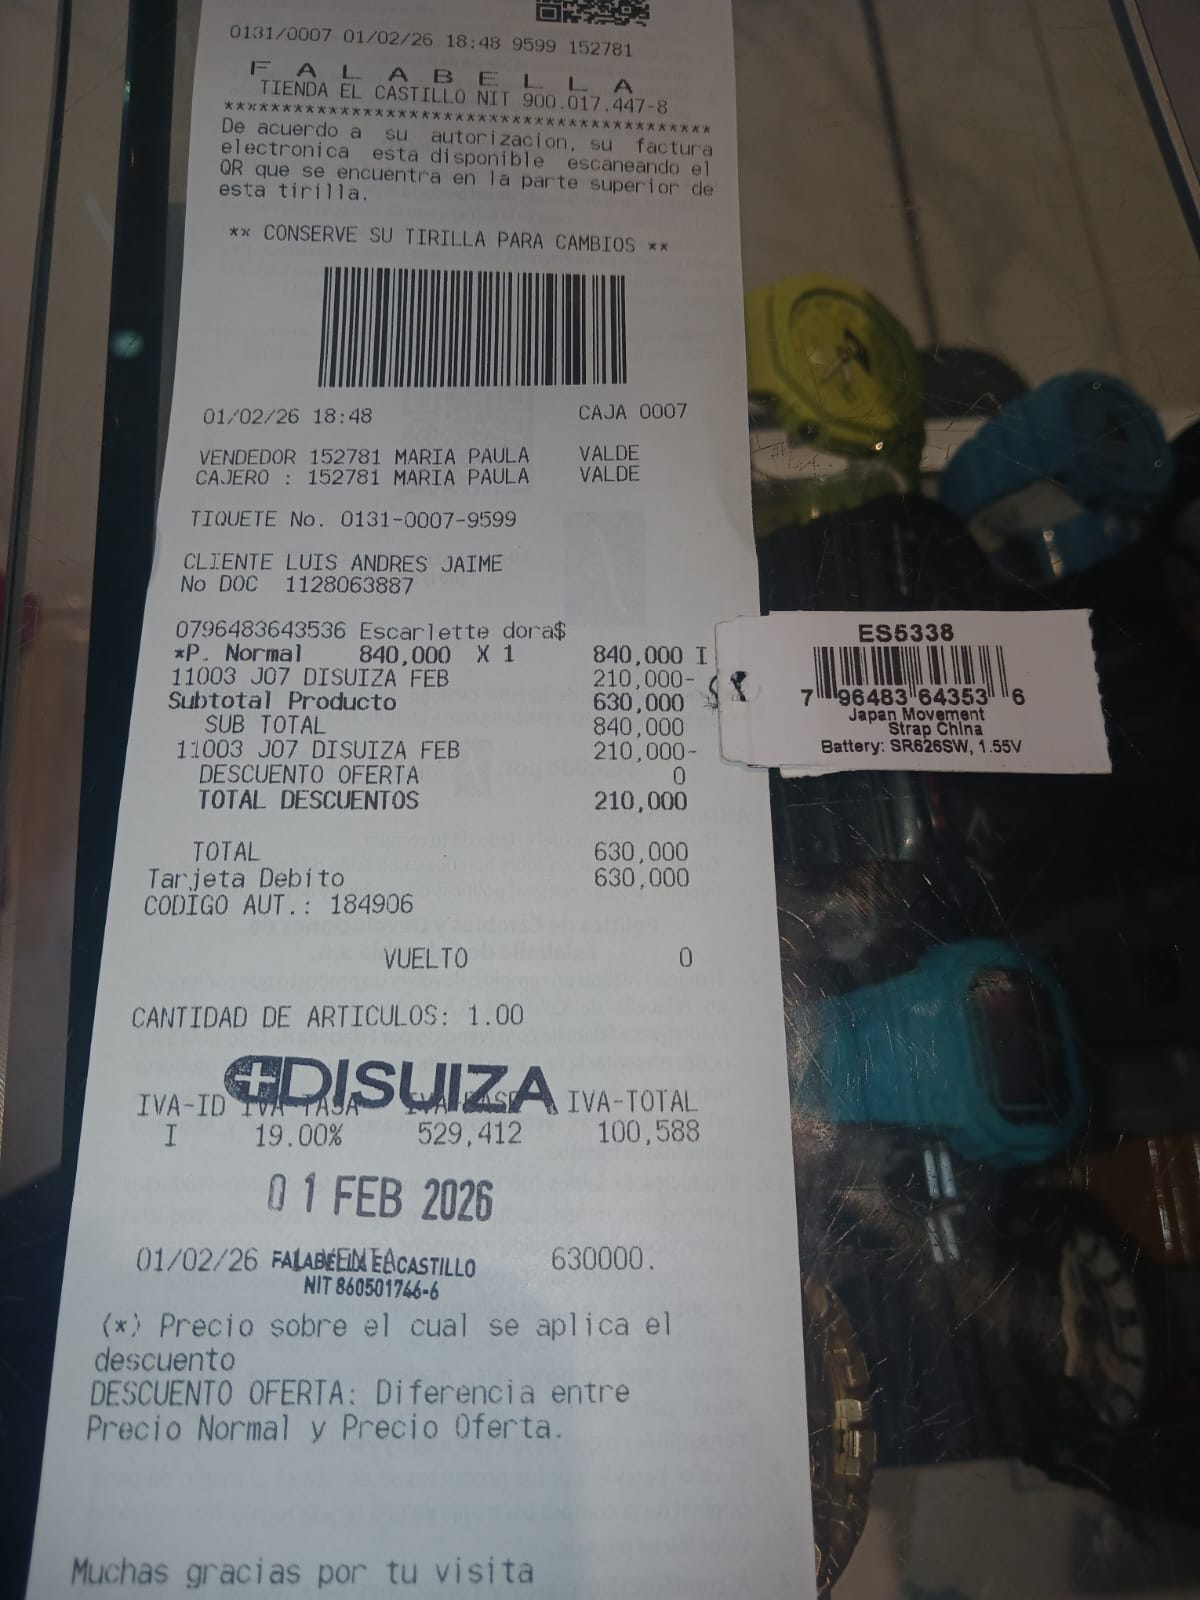 0131/0007 01/02/26 18:48 9599 152781
F A L A B E L L A
TIENDA EL CASTILLO NIT 900.017.447-8
******************************************
De acuerdo a su autorizacion, su factura
electronica esta disponible escaneando el
QR que se encuentra en la parte superior de
esta tirilla.
** CONSERVE SU TIRILLA PARA CAMBIOS **
01/02/26 18:48 CAJA 0007
VENDEDOR 152781 MARIA PAULA VALDE
CAJERO : 152781 MARIA PAULA VALDE
TIQUETE No. 0131-0007-9599
CLIENTE LUIS ANDRES JAIME
No DOC 1128063887
0796483643536 Escarlette dora$
*P. Normal 840,000 X 1 840,000 I
11003 J07 DISUIZA FEB 210,000-
Subtotal Producto 630,000
SUB TOTAL 840,000
11003 J07 DISUIZA FEB 210,000-
DESCUENTO OFERTA 0
TOTAL DESCUENTOS 210,000
TOTAL 630,000
Tarjeta Debito 630,000
CODIGO AUT.: 184906
VUELTO 0
CANTIDAD DE ARTICULOS: 1.00
DISUIZA
IVA-ID IVA-TASA IVA-BASE IVA-TOTAL
I 19.00% 529,412 100,588
01 FEB 2026
01/02/26 VENTA 630000.
FALABELLA EL CASTILLO
NIT 860501746-6
(*) Precio sobre el cual se aplica el
descuento
DESCUENTO OFERTA: Diferencia entre
Precio Normal y Precio Oferta.
Muchas gracias por tu visita
ES5338
7 96483 64353 6
Japan Movement
Strap China
Battery: SR626SW, 1.55V